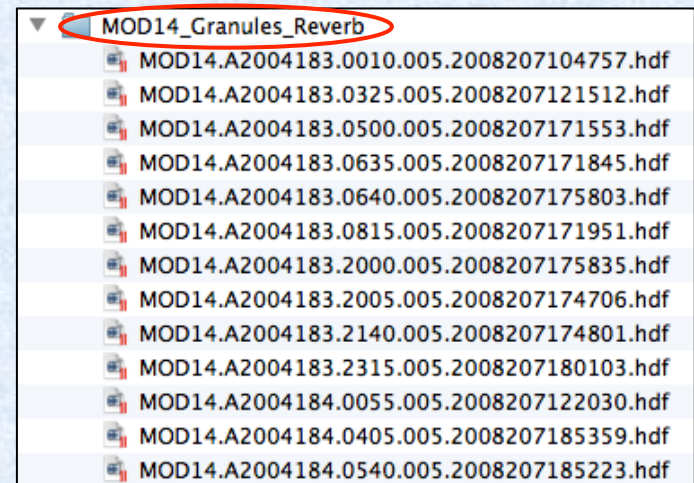 MOD14_Granules_Reverb
MOD14.A2004183.0010.005.2008207104757.hdf
MOD14.A2004183.0325.005.2008207121512.hdf
MOD14.A2004183.0500.005.2008207171553.hdf
MOD14.A2004183.0635.005.2008207171845.hdf
MOD14.A2004183.0640.005.2008207175803.hdf
MOD14.A2004183.0815.005.2008207171951.hdf
MOD14.A2004183.2000.005.2008207175835.hdf
MOD14.A2004183.2005.005.2008207174706.hdf
MOD14.A2004183.2140.005.2008207174801.hdf
MOD14.A2004183.2315.005.2008207180103.hdf
MOD14.A2004184.0055.005.2008207122030.hdf
MOD14.A2004184.0405.005.2008207185359.hdf
MOD14.A2004184.0540.005.2008207185223.hdf